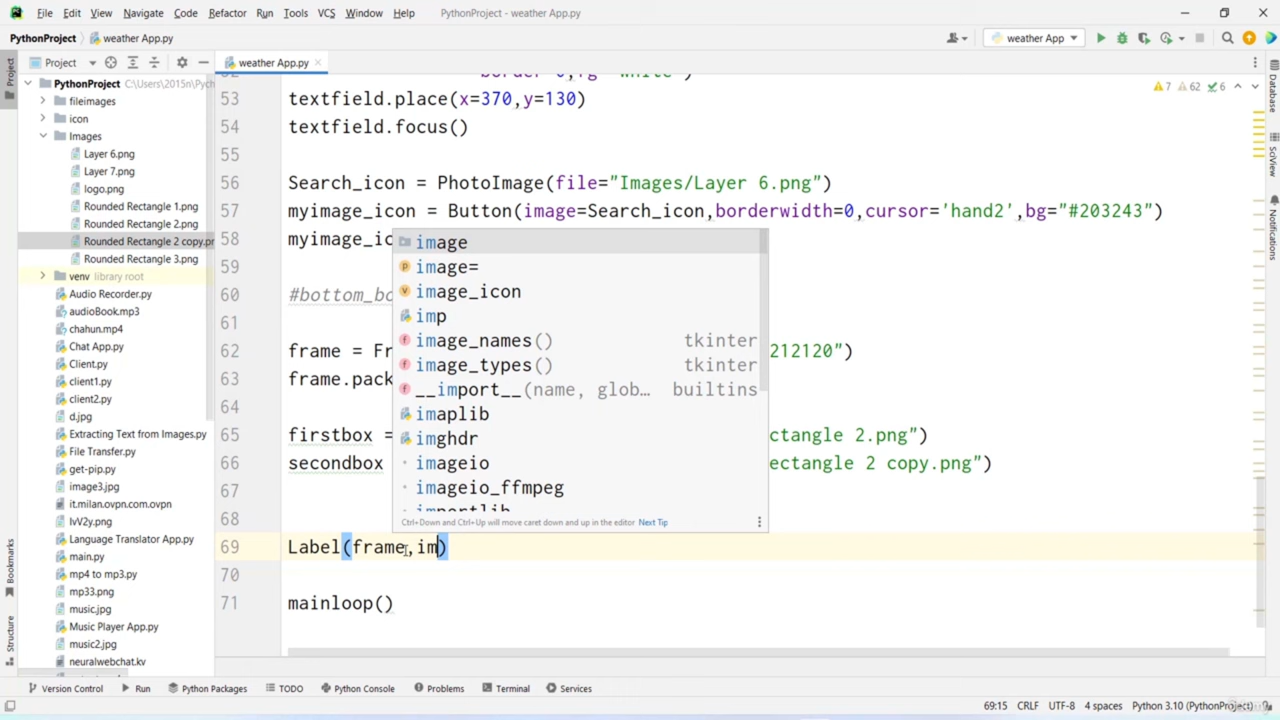 File Edit View Navigate Code Refactor Run Tools VCS Window Help PythonProject - weather App.py
PythonProject weather App.py weather App
Project weather App.py
Project
PythonProject C:\Users\2015n\Pych
fileimages
icon
Images
Layer 6.png
Layer 7.png
logo.png
Rounded Rectangle 1.png
Rounded Rectangle 2.png
Rounded Rectangle 2 copy.pr
Rounded Rectangle 3.png
venv library root
Audio Recorder.py
audioBook.mp3
chahun.mp4
Chat App.py
Client.py
client1.py
client2.py
d.jpg
Extracting Text from Images.py
File Transfer.py
get-pip.py
image3.jpg
it.milan.ovpn.com.ovpn
lvV2y.png
Language Translator App.py
main.py
mp4 to mp3.py
mp33.png
music.jpg
Music Player App.py
music2.jpg
neuralwebchat.kv
7 62 6
53 textfield.place(x=370,y=130)
54 textfield.focus()
55
56 Search_icon = PhotoImage(file="Images/Layer 6.png")
57 myimage_icon = Button(image=Search_icon,borderwidth=0,cursor='hand2',bg="#203243")
58 myimage_ic
59
60 #bottom_bo
61
62 frame = Fr 212120")
63 frame.pack
64
65 firstbox = ctangle 2.png")
66 secondbox ectangle 2 copy.png")
67
68
69 Label(frame,im)
70
71 mainloop()
image
image=
image_icon
imp
image_names() tkinter
image_types() tkinter
__import__(name, glob... builtins
imaplib
imghdr
imageio
imageio_ffmpeg
importlib
Ctrl+Down and Ctrl+Up will move caret down and up in the editor Next Tip
Database
SciView
Notifications
Bookmarks
Structure
Version Control Run Python Packages TODO Python Console Problems Terminal Services
69:15 CRLF UTF-8 4 spaces Python 3.10 (PythonProject)